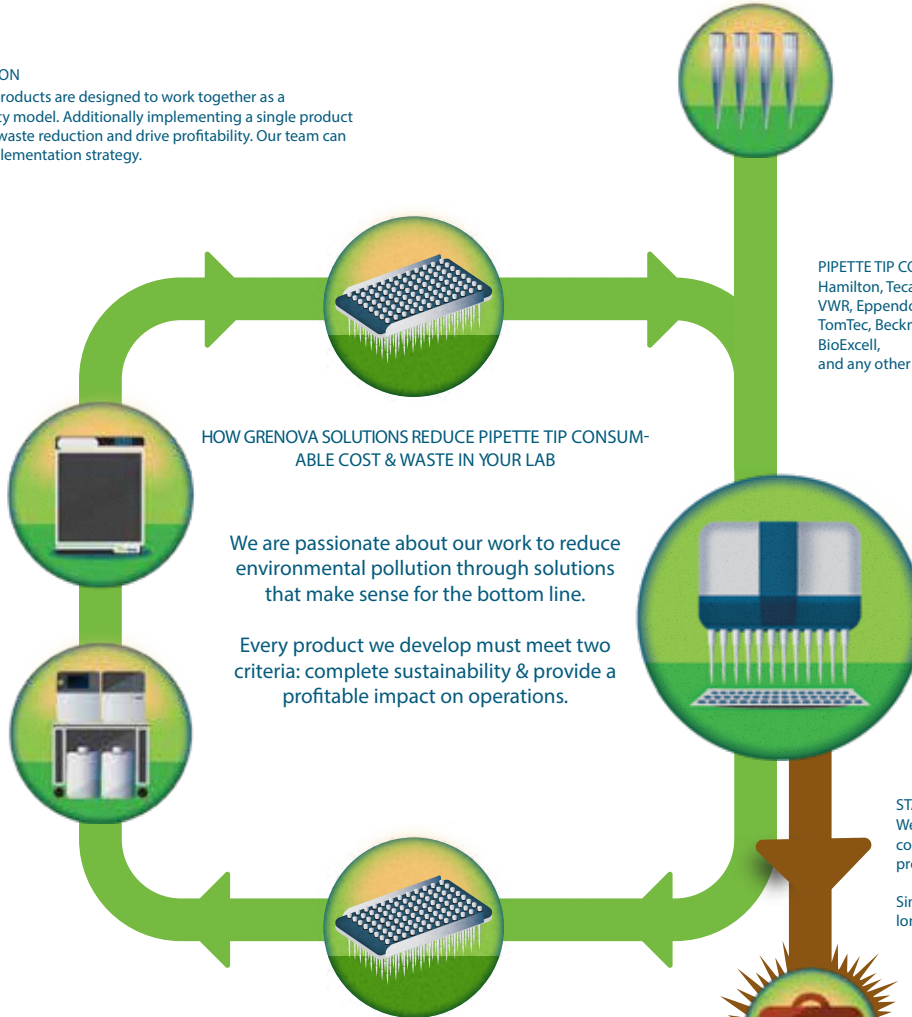 ON
roducts are designed to work together as a
y model. Additionally implementing a single product
waste reduction and drive profitability. Our team can
lementation strategy.
PIPETTE TIP CO
Hamilton, Teca
VWR, Eppendo
TomTec, Beckm
BioExcell,
and any other
HOW GRENOVA SOLUTIONS REDUCE PIPETTE TIP CONSUM-
ABLE COST & WASTE IN YOUR LAB
We are passionate about our work to reduce
environmental pollution through solutions
that make sense for the bottom line.
Every product we develop must meet two
criteria: complete sustainability & provide a
profitable impact on operations.
STA
We
co
pr
Sin
lon